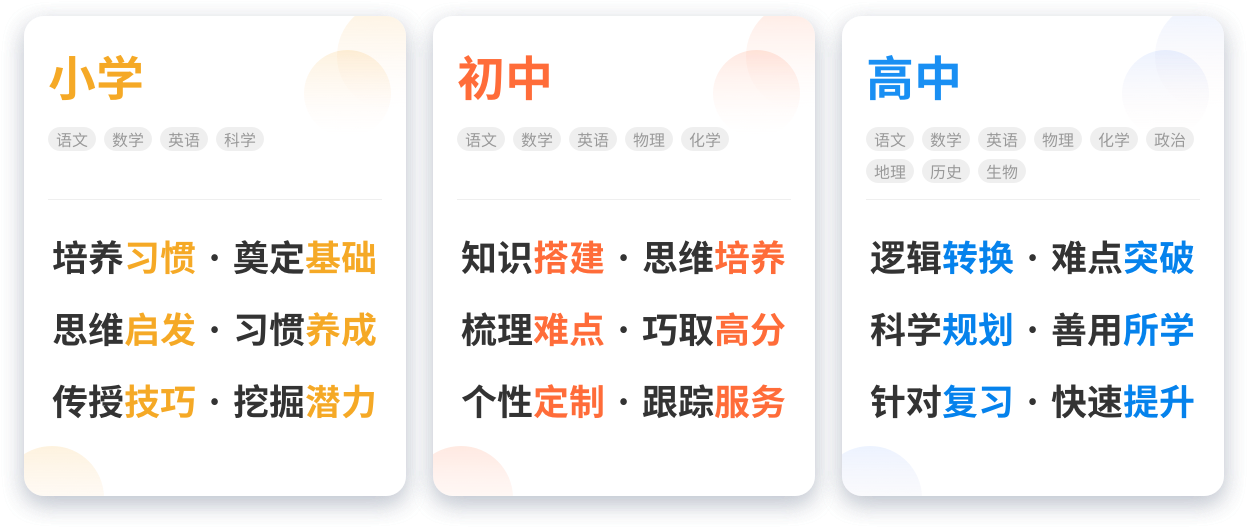 小学
语文 数学 英语 科学
培养习惯 · 奠定基础
思维启发 · 习惯养成
传授技巧 · 挖掘潜力
初中
语文 数学 英语 物理 化学
知识搭建 · 思维培养
梳理难点 · 巧取高分
个性定制 · 跟踪服务
高中
语文 数学 英语 物理 化学 政治
地理 历史 生物
逻辑转换 · 难点突破
科学规划 · 善用所学
针对复习 · 快速提升